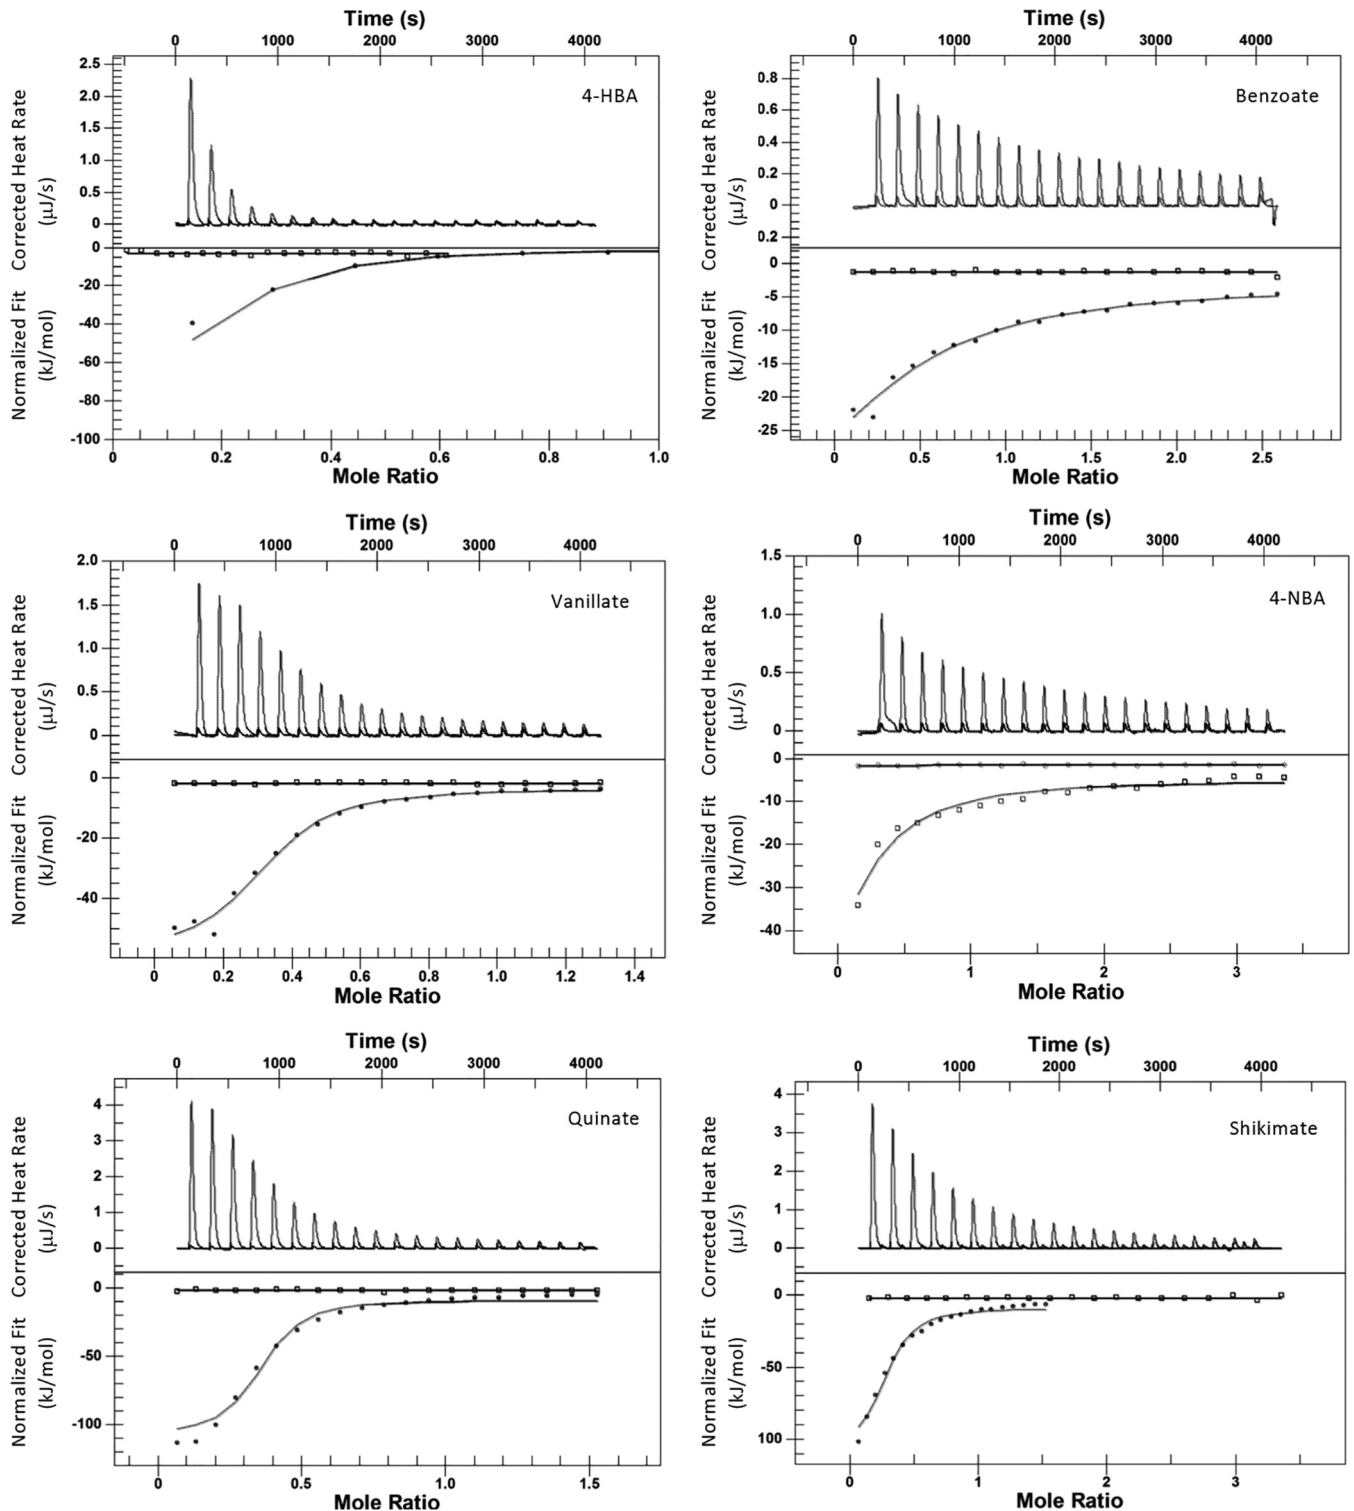 Time (s)
0 1000 2000 3000 4000
2.5
2.0
1.5
1.0
0.5
0
4-HBA
Corrected Heat Rate
(µJ/s)
0
-20
-40
-60
-80
-100
Normalized Fit
(kJ/mol)
0 0.2 0.4 0.6 0.8 1.0
Mole Ratio
Time (s)
0 1000 2000 3000 4000
0.8
0.6
0.4
0.2
0
0.2
Benzoate
Corrected Heat Rate
(µJ/s)
0
-5
-10
-15
-20
-25
Normalized Fit
(kJ/mol)
0 0.5 1.0 1.5 2.0 2.5
Mole Ratio
Time (s)
0 1000 2000 3000 4000
2.0
1.5
1.0
0.5
0
Vanillate
Corrected Heat Rate
(µJ/s)
0
-20
-40
Normalized Fit
(kJ/mol)
0 0.2 0.4 0.6 0.8 1.0 1.2 1.4
Mole Ratio
Time (s)
0 1000 2000 3000 4000
1.5
1.0
0.5
0
4-NBA
Corrected Heat Rate
(µJ/s)
0
-10
-20
-30
-40
Normalized Fit
(kJ/mol)
0 1 2 3
Mole Ratio
Time (s)
0 1000 2000 3000 4000
4
3
2
1
0
Quinate
Corrected Heat Rate
(µJ/s)
0
-50
-100
Normalized Fit
(kJ/mol)
0 0.5 1.0 1.5
Mole Ratio
Time (s)
0 1000 2000 3000 4000
4
3
2
1
0
Shikimate
Corrected Heat Rate
(µJ/s)
0
-50
100
Normalized Fit
(kJ/mol)
0 1 2 3
Mole Ratio